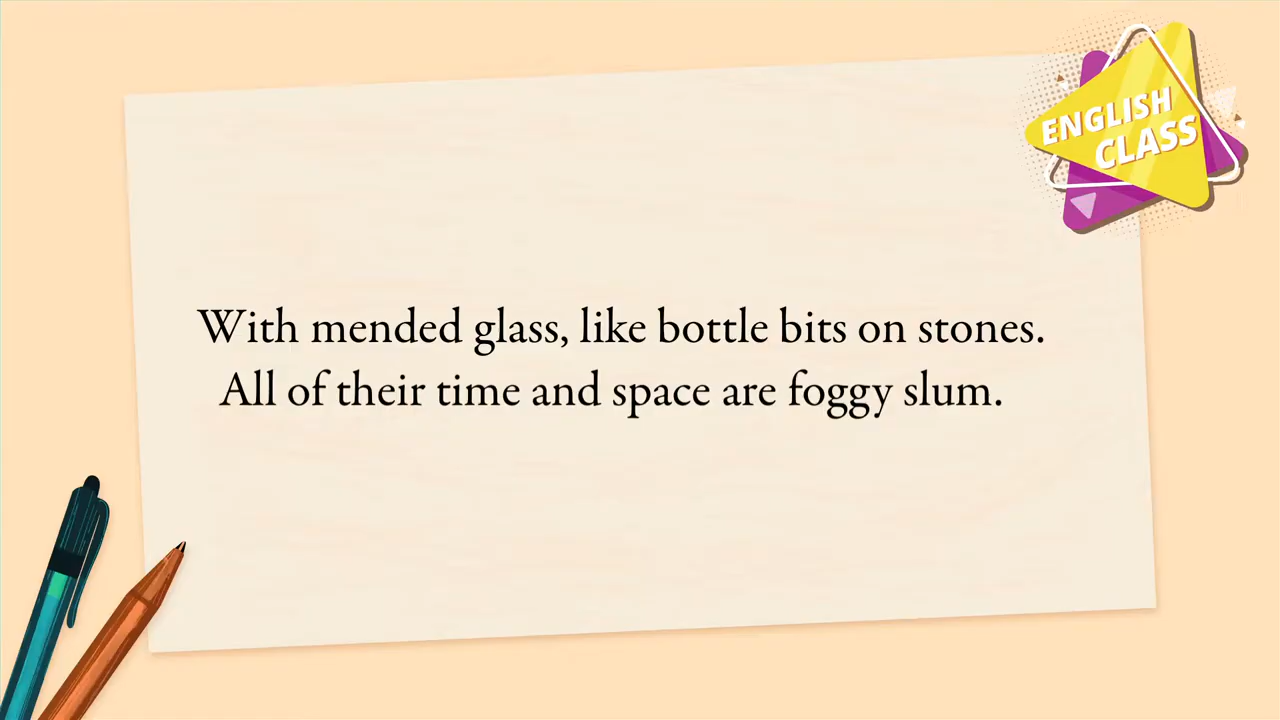 ENGLISH
CLASS
With mended glass, like bottle bits on stones.
All of their time and space are foggy slum.